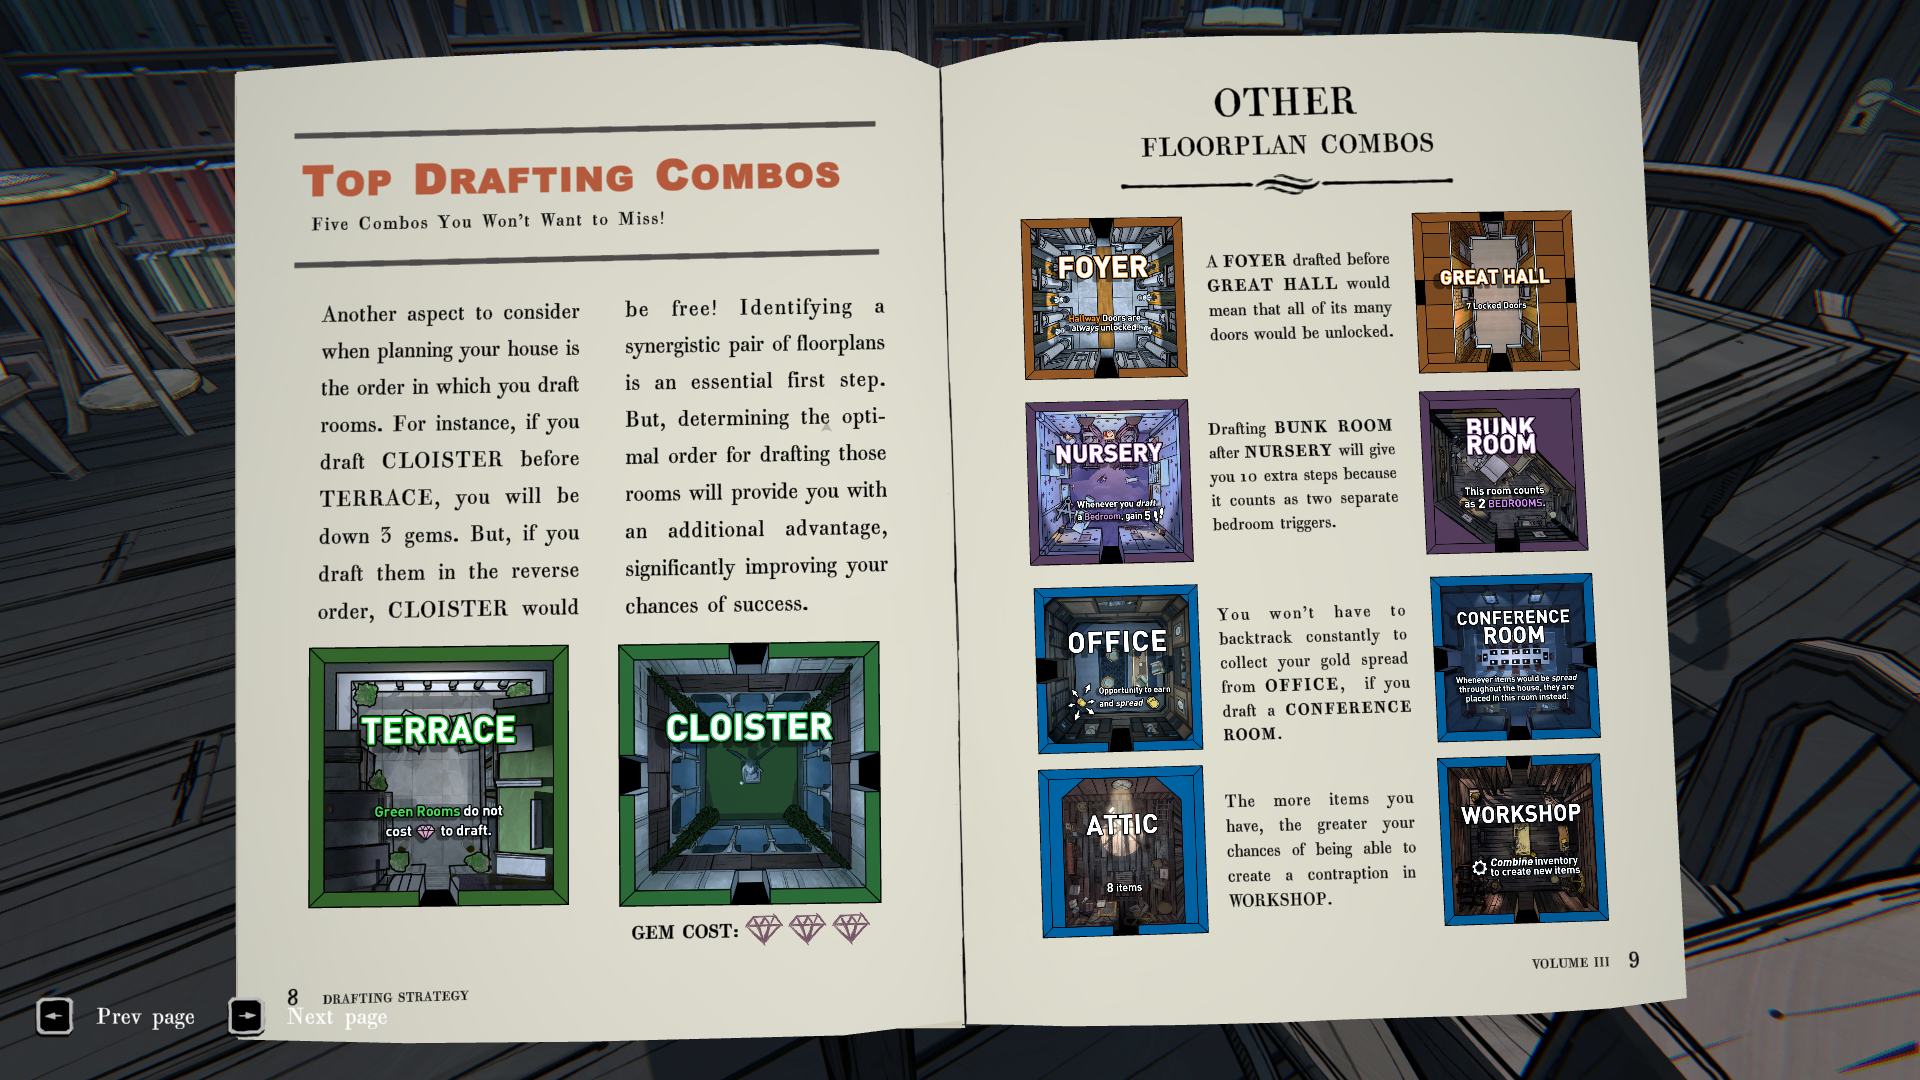 TOP DRAFTING COMBOS
Five Combos You Won't Want to Miss!
Another aspect to consider
when planning your house is
the order in which you draft
rooms. For instance, if you
draft CLOISTER before
TERRACE, you will be
down 3 gems. But, if you
draft them in the reverse
order, CLOISTER would
be free! Identifying a
synergistic pair of floorplans
is an essential first step.
But, determining the opti-
mal order for drafting those
rooms will provide you with
an additional advantage,
significantly improving your
chances of success.
TERRACE
Green Rooms do not
cost to draft.
CLOISTER
GEM COST:
8 DRAFTING STRATEGY
OTHER
FLOORPLAN COMBOS
FOYER
Hallway Doors are
always unlocked.
A FOYER drafted before
GREAT HALL would
mean that all of its many
doors would be unlocked.
GREAT HALL
7 Locked Doors
NURSERY
Whenever you draft
a Bedroom, gain 5
Drafting BUNK ROOM
after NURSERY will give
you 10 extra steps because
it counts as two separate
bedroom triggers.
BUNK
ROOM
This room counts
as 2 BEDROOMS.
OFFICE
Opportunity to earn
and spread
You won't have to
backtrack constantly to
collect your gold spread
from OFFICE, if you
draft a CONFERENCE
ROOM.
CONFERENCE
ROOM
Whenever items would be spread
throughout the house, they are
placed in this room instead.
ATTIC
8 items
The more items you
have, the greater your
chances of being able to
create a contraption in
WORKSHOP.
WORKSHOP
Combine inventory
to create new items
VOLUME III 9
Prev page
Next page